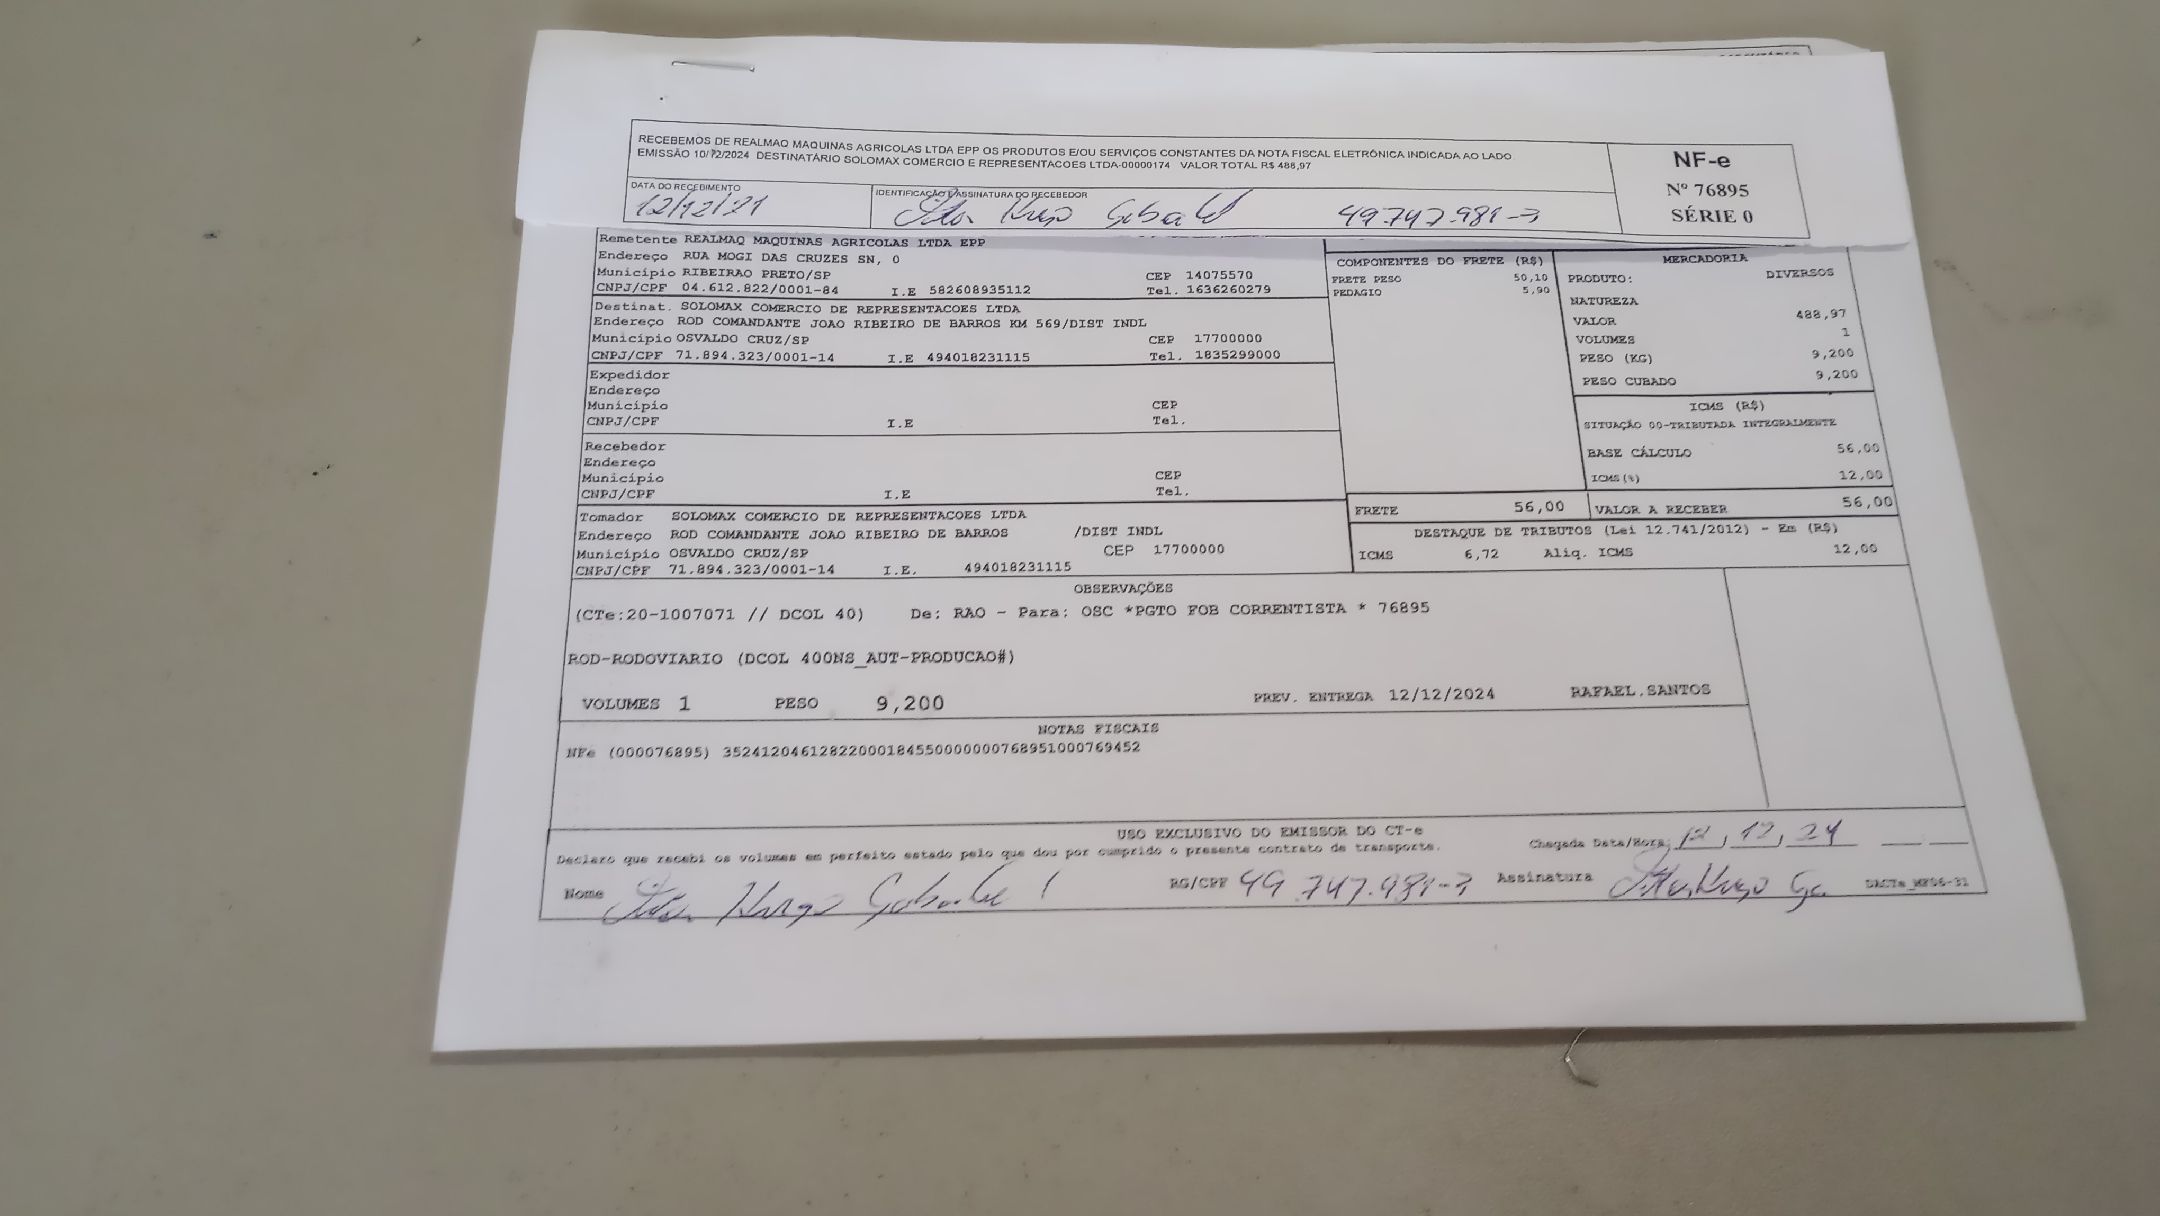 RECEBEMOS DE REALMAQ MAQUINAS AGRICOLAS LTDA EPP OS PRODUTOS E/OU SERVIÇOS CONSTANTES DA NOTA FISCAL ELETRÔNICA INDICADA AO LADO
EMISSÃO 10/12/2024 DESTINATÁRIO SOLOMAX COMERCIO E REPRESENTACOES LTDA-00000174 VALOR TOTAL R$ 488,97
NF-e
Nº 76895
SÉRIE 0
DATA DO RECEBIMENTO
IDENTIFICAÇÃO E ASSINATURA DO RECEBEDOR
49.747.981-3
Remetente REALMAQ MAQUINAS AGRICOLAS LTDA EPP
Endereço RUA MOGI DAS CRUZES SN, 0
Município RIBEIRAO PRETO/SP CEP 14075570
CNPJ/CPF 04.612.822/0001-84 I.E 582608935112 Tel. 1636260279
Destinat. SOLOMAX COMERCIO DE REPRESENTACOES LTDA
Endereço ROD COMANDANTE JOAO RIBEIRO DE BARROS KM 569/DIST INDL
Município OSVALDO CRUZ/SP CEP 17700000
CNPJ/CPF 71.894.323/0001-14 I.E 494018231115 Tel. 1835299000
Expedidor
Endereço
Município CEP
CNPJ/CPF I.E Tel.
Recebedor
Endereço
Município CEP
CNPJ/CPF I.E Tel.
Tomador SOLOMAX COMERCIO DE REPRESENTACOES LTDA
Endereço ROD COMANDANTE JOAO RIBEIRO DE BARROS /DIST INDL
Município OSVALDO CRUZ/SP CEP 17700000
CNPJ/CPF 71.894.323/0001-14 I.E. 494018231115
COMPONENTES DO FRETE (R$)
FRETE PESO 50,10
PEDAGIO 5,90
MERCADORIA
PRODUTO: DIVERSOS
NATUREZA
VALOR 488,97
VOLUMES 1
PESO (KG) 9,200
PESO CUBADO 9,200
ICMS (R$)
SITUAÇÃO 00-TRIBUTADA INTEGRALMENTE
BASE CÁLCULO 56,00
ICMS(%) 12,00
FRETE 56,00 VALOR A RECEBER 56,00
DESTAQUE DE TRIBUTOS (Lei 12.741/2012) - Em (R$)
ICMS 6,72 Aliq. ICMS 12,00
OBSERVAÇÕES
(CTe:20-1007071 // DCOL 40) De: RAO - Para: OSC *PGTO FOB CORRENTISTA * 76895
ROD-RODOVIARIO (DCOL 400NS_AUT-PRODUCAO#)
VOLUMES 1 PESO 9,200 PREV. ENTREGA 12/12/2024 RAFAEL.SANTOS
NOTAS FISCAIS
NFe (000076895) 35241204612822000184550000000768951000769452
USO EXCLUSIVO DO EMISSOR DO CT-e
Declaro que recebi os volumes em perfeito estado pelo que dou por cumprido o presente contrato de transporte. Chegada Data/Hora: 12,12,24
Nome RG/CPF 49.747.981-3 Assinatura